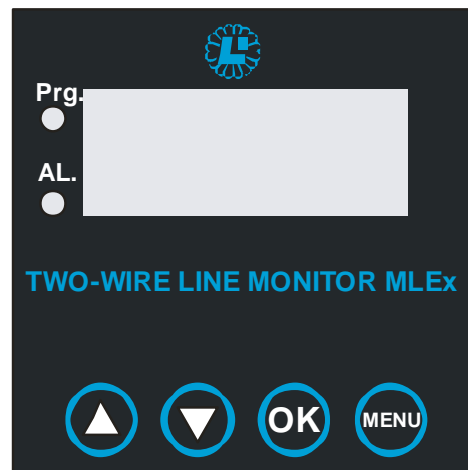 Prg.
AL.
TWO-WIRE LINE MONITOR MLEx
OK
MENU